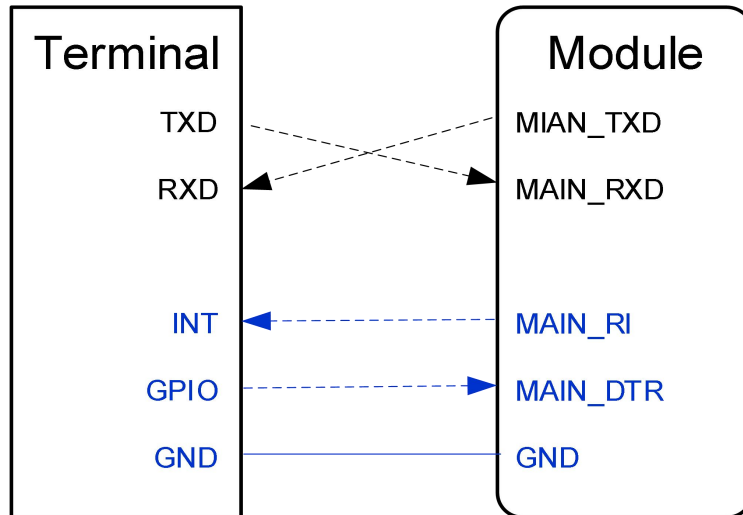 Terminal
Module
TXD
MIAN_TXD
RXD
MAIN_RXD
INT
MAIN_RI
GPIO
MAIN_DTR
GND
GND